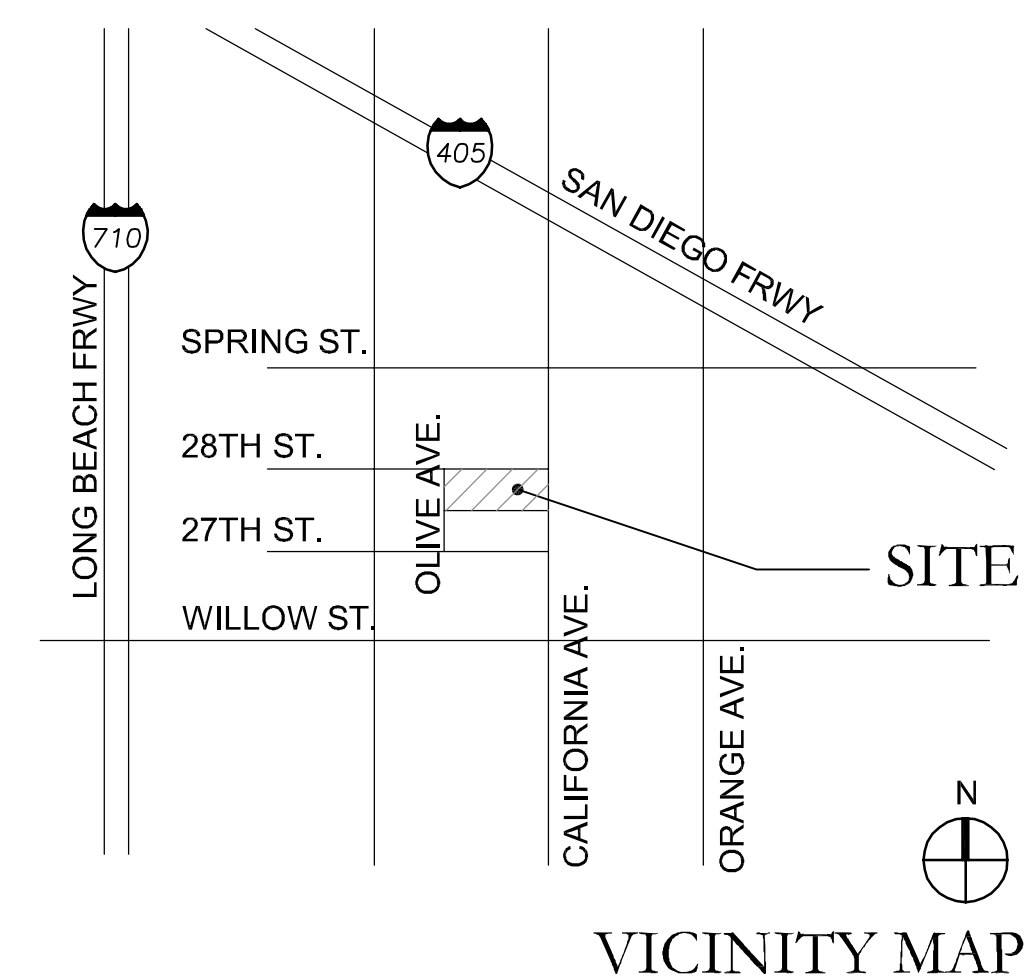 405
SAN DIEGO FRWY
710
LONG BEACH FRWY
SPRING ST.
28TH ST.
OLIVE AVE.
27TH ST.
SITE
WILLOW ST.
CALIFORNIA AVE.
ORANGE AVE.
N
VICINITY MAP